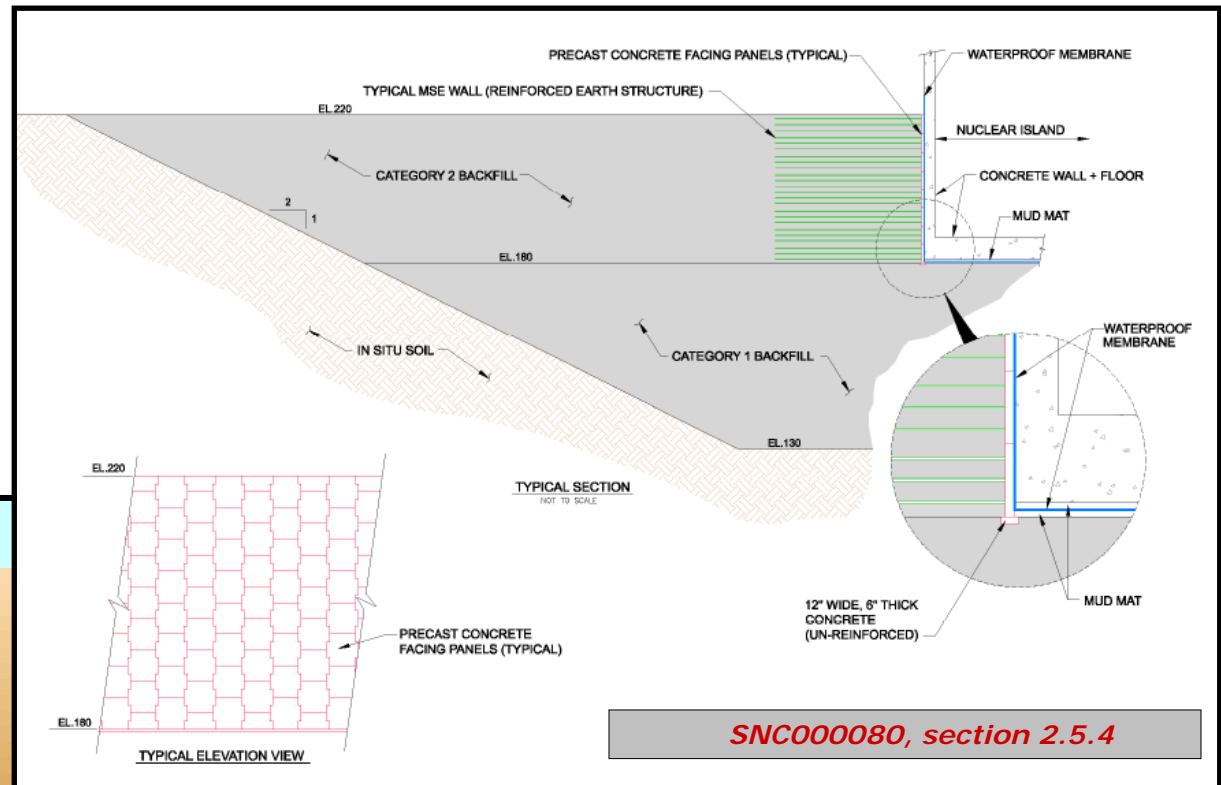 PRECAST CONCRETE FACING PANELS (TYPICAL)
WATERPROOF MEMBRANE
TYPICAL MSE WALL (REINFORCED EARTH STRUCTURE)
EL.220
NUCLEAR ISLAND
CATEGORY 2 BACKFILL
CONCRETE WALL + FLOOR
2
1
MUD MAT
EL.180
IN SITU SOIL
CATEGORY 1 BACKFILL
WATERPROOF
MEMBRANE
EL.130
EL.220
TYPICAL SECTION
NOT TO SCALE
12" WIDE, 6" THICK
CONCRETE
(UN-REINFORCED)
MUD MAT
PRECAST CONCRETE
FACING PANELS (TYPICAL)
EL.180
TYPICAL ELEVATION VIEW
SNC000080, section 2.5.4